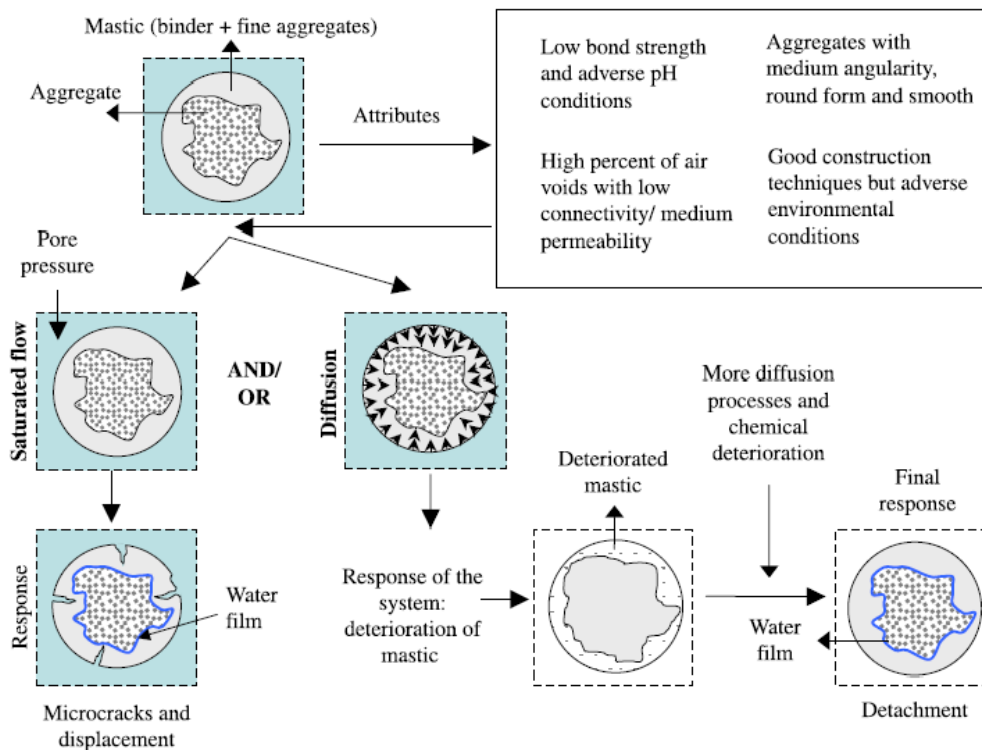 Mastic (binder + fine aggregates)
Aggregate
Attributes
Low bond strength
and adverse pH
conditions
Aggregates with
medium angularity,
round form and smooth
High percent of air
voids with low
connectivity/ medium
permeability
Good construction
techniques but adverse
environmental
conditions
Pore
pressure
Saturated flow
AND/
OR
Diffusion
More diffusion
processes and
chemical
deterioration
Deteriorated
mastic
Final
response
Response
Water
film
Response of the
system:
deterioration of
mastic
Water
film
Microcracks and
displacement
Detachment